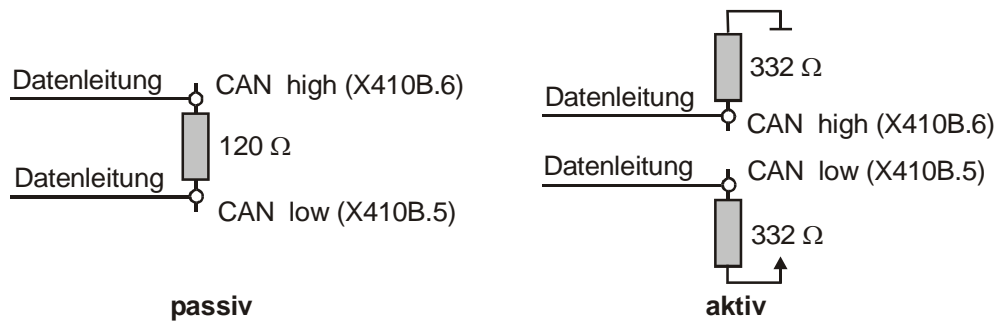 Datenleitung
CAN high (X410B.6)
120 Ω
Datenleitung
CAN low (X410B.5)
passiv
332 Ω
Datenleitung
CAN high (X410B.6)
Datenleitung
CAN low (X410B.5)
332 Ω
aktiv